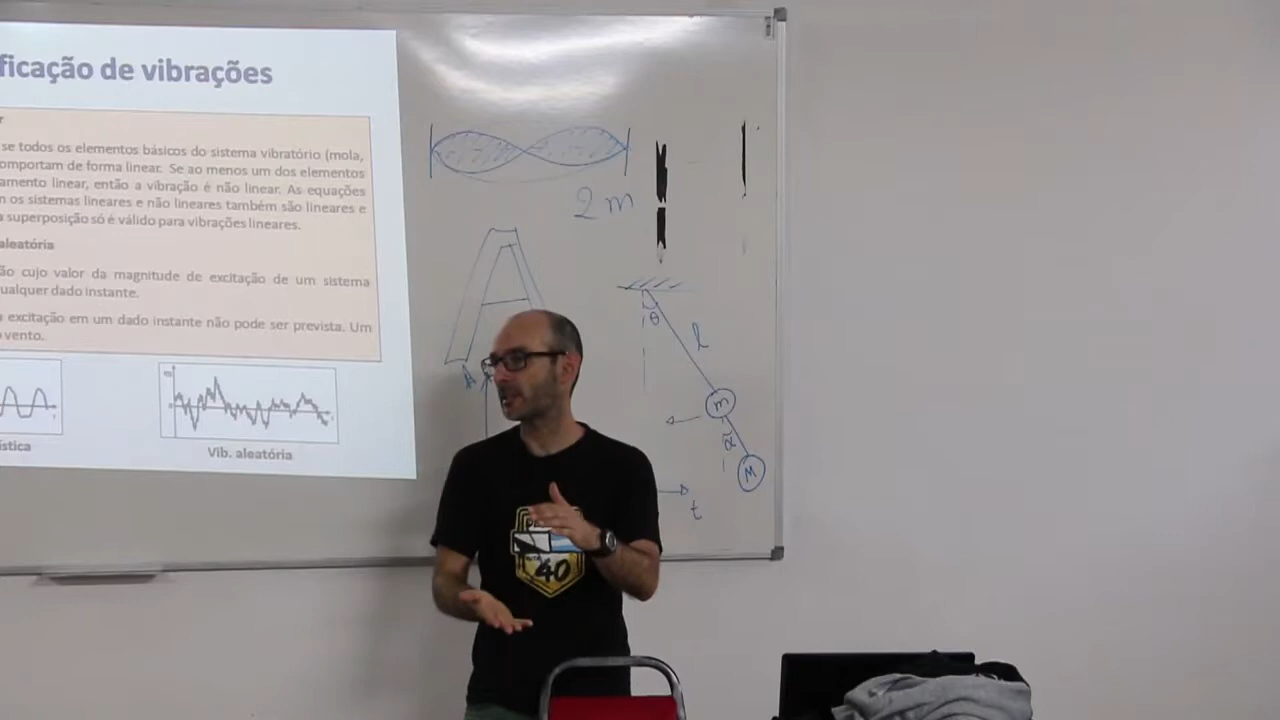 ficação de vibrações
r
se todos os elementos básicos do sistema vibratório (mola,
omportam de forma linear. Se ao menos um dos elementos
amento linear, então a vibração é não linear. As equações
m os sistemas lineares e não lineares também são lineares e
a superposição só é válido para vibrações lineares.
aleatória
ão cujo valor da magnitude de excitação de um sistema
ualquer dado instante.
a excitação em um dado instante não pode ser prevista. Um
o vento.
ística
Vib. aleatória
2 m
θ
l
m
α
M
A
t
40